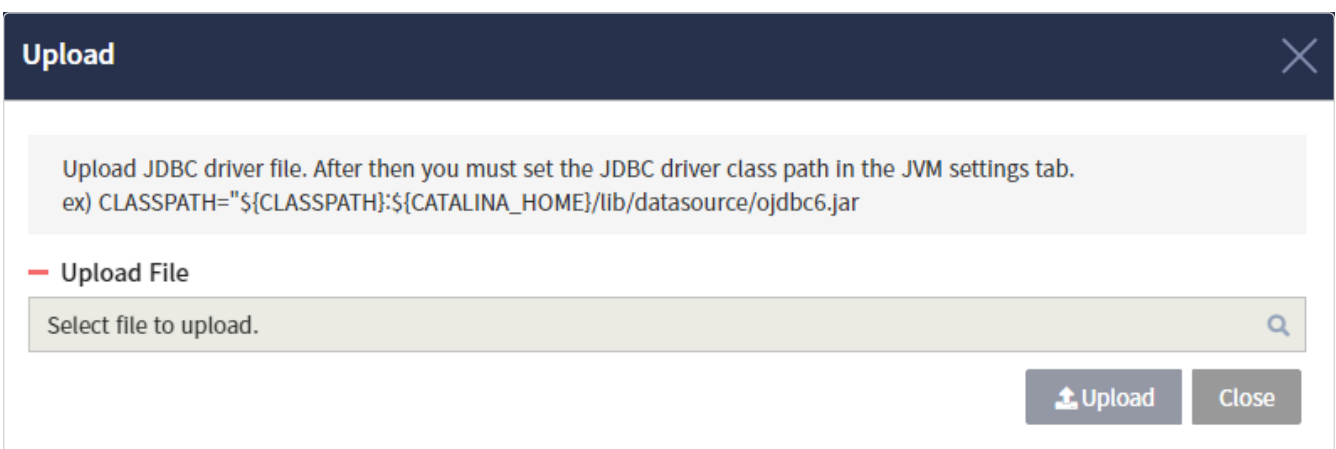 Upload
Upload JDBC driver file. After then you must set the JDBC driver class path in the JVM settings tab.
ex) CLASSPATH="${CLASSPATH}:${CATALINA_HOME}/lib/datasource/ojdbc6.jar
Upload File
Select file to upload.
Upload
Close